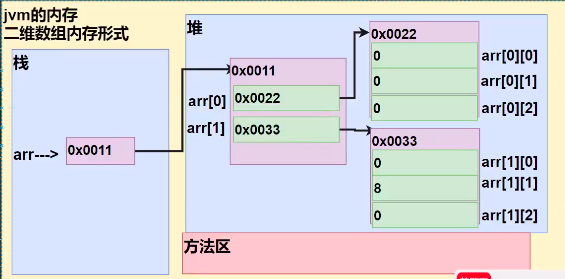 jvm的内存
二维数组内存形式
栈
arr--->
0x0011
堆
0x0011
arr[0]
0x0022
arr[1]
0x0033
0x0022
0
arr[0][0]
0
arr[0][1]
0
arr[0][2]
0x0033
0
arr[1][0]
8
arr[1][1]
0
arr[1][2]
方法区